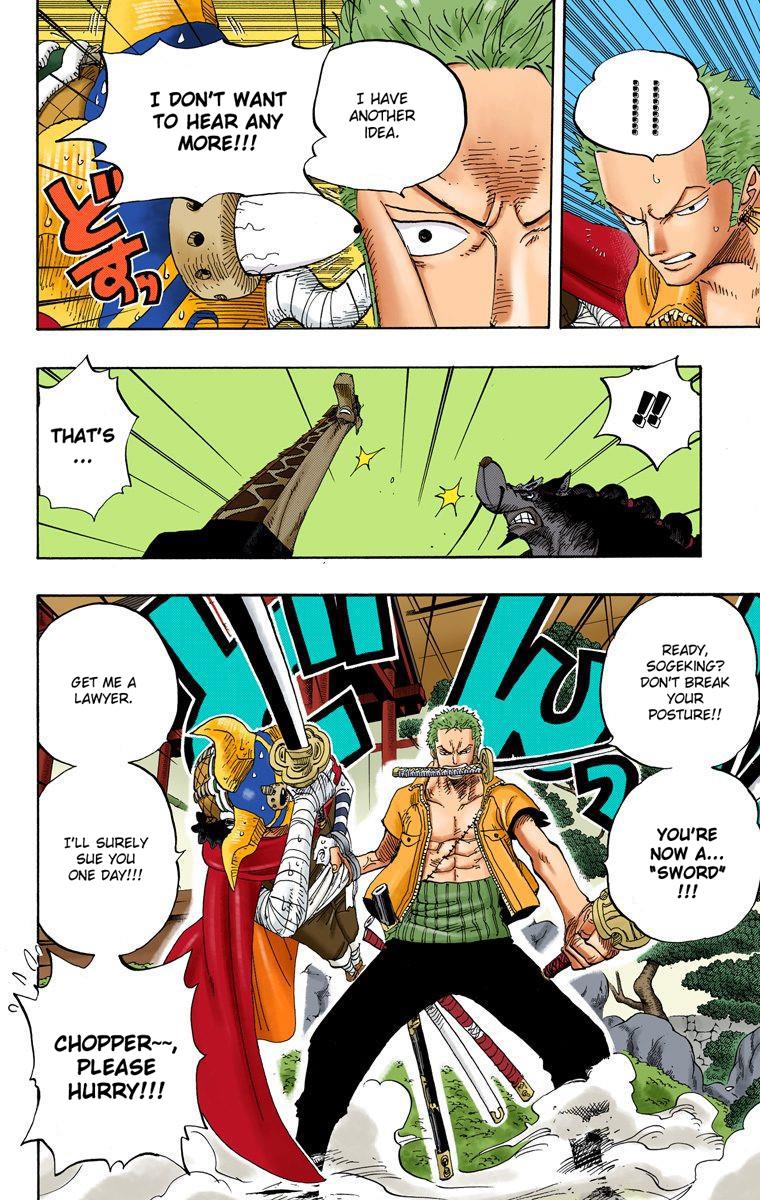 !!
I HAVE
ANOTHER
IDEA.
I DON'T WANT
TO HEAR ANY
MORE!!!
どすっ
!!
THAT'S
...
READY,
SOGEKING?
DON'T BREAK
YOUR
POSTURE!!
YOU'RE
NOW A...
"SWORD"
!!!
GET ME A
LAWYER.
I'LL SURELY
SUE YOU
ONE DAY!!!
CHOPPER~~,
PLEASE
HURRY!!!